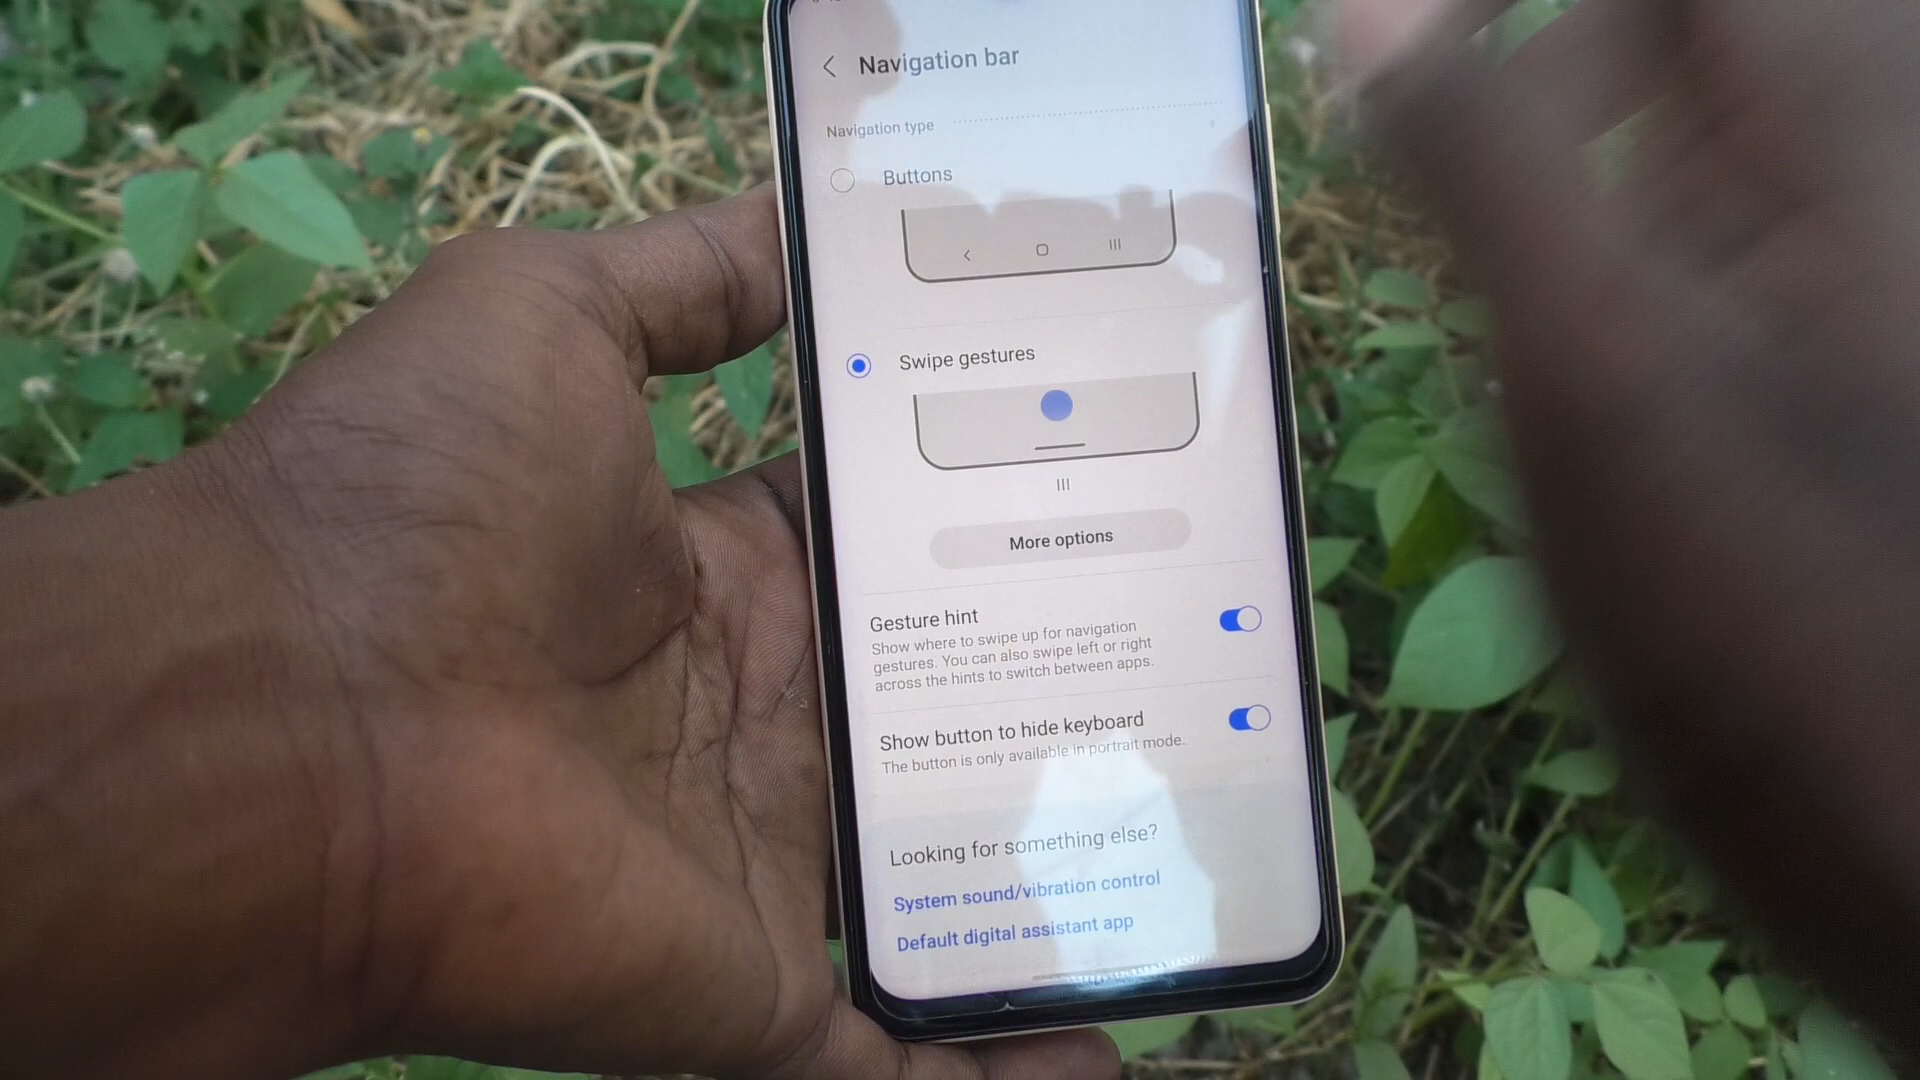 Navigation bar
Navigation type
Buttons
Swipe gestures
More options
Gesture hint
Show where to swipe up for navigation
gestures. You can also swipe left or right
across the hints to switch between apps.
Show button to hide keyboard
The button is only available in portrait mode.
Looking for something else?
System sound/vibration control
Default digital assistant app